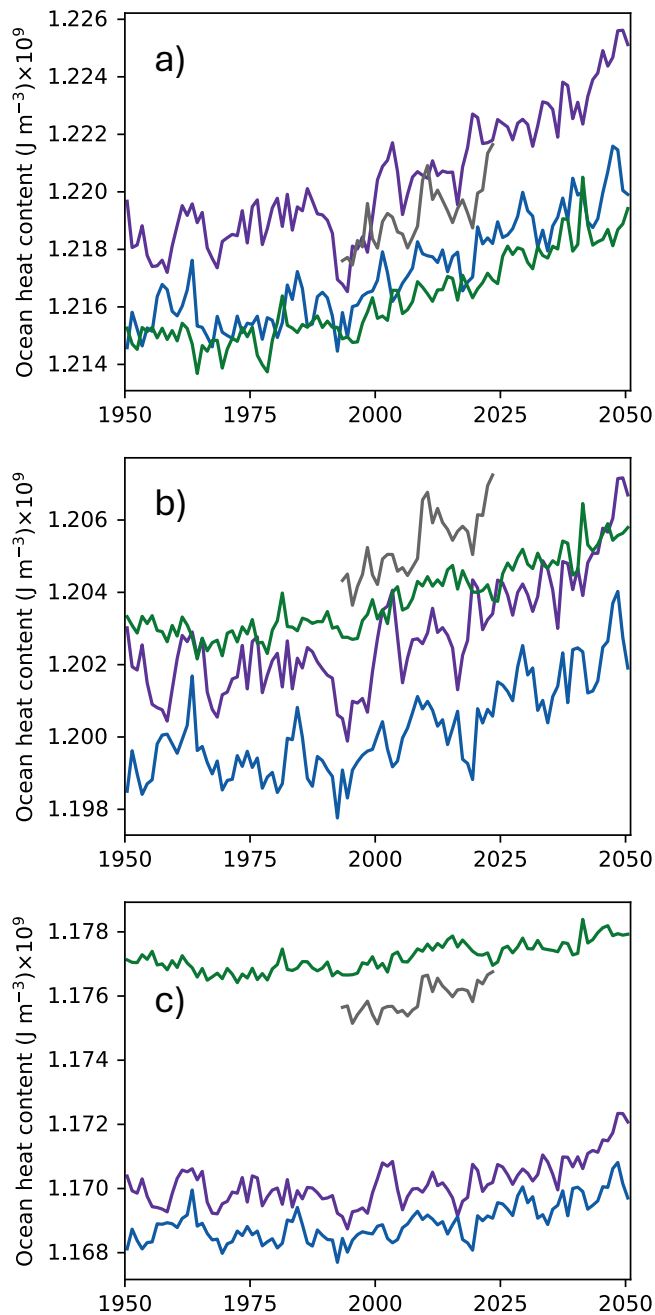 a)
Ocean heat content (J m⁻³)×10⁹
1.226
1.224
1.222
1.220
1.218
1.216
1.214
1950 1975 2000 2025 2050
b)
Ocean heat content (J m⁻³)×10⁹
1.206
1.204
1.202
1.200
1.198
1950 1975 2000 2025 2050
c)
Ocean heat content (J m⁻³)×10⁹
1.178
1.176
1.174
1.172
1.170
1.168
1950 1975 2000 2025 2050